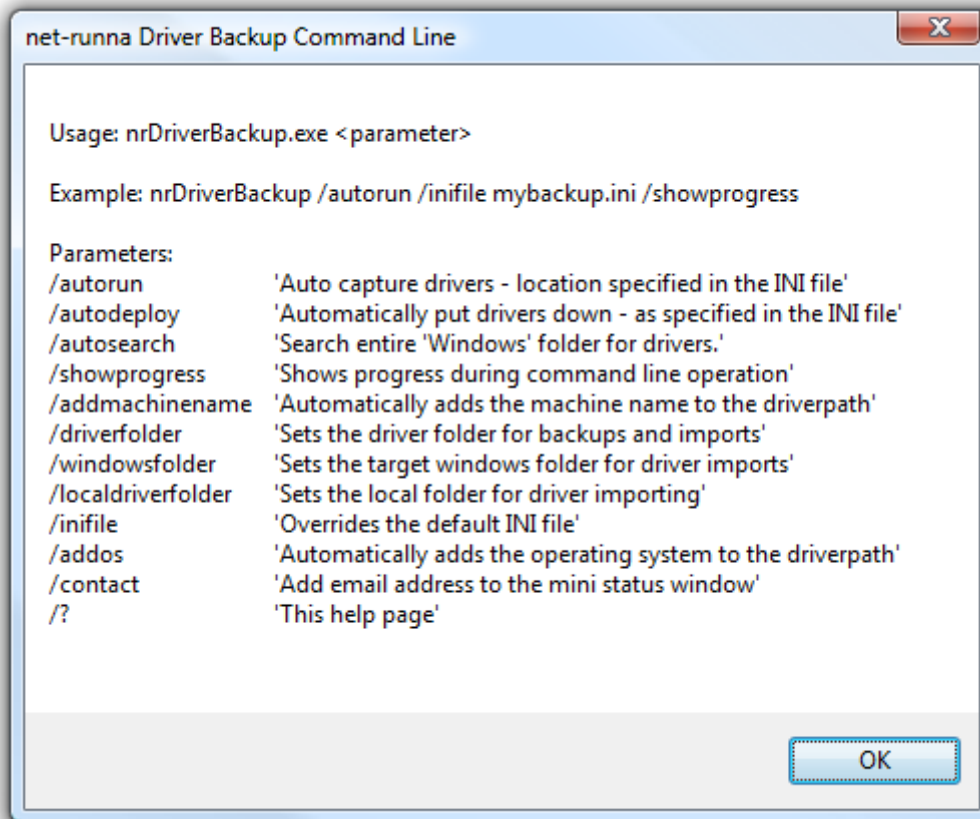 net-runna Driver Backup Command Line
Usage: nrDriverBackup.exe <parameter>
Example: nrDriverBackup /autorun /inifile mybackup.ini /showprogress
Parameters:
/autorun 'Auto capture drivers - location specified in the INI file'
/autodeploy 'Automatically put drivers down - as specified in the INI file'
/autosearch 'Search entire 'Windows' folder for drivers.'
/showprogress 'Shows progress during command line operation'
/addmachinename 'Automatically adds the machine name to the driverpath'
/driverfolder 'Sets the driver folder for backups and imports'
/windowsfolder 'Sets the target windows folder for driver imports'
/localdriverfolder 'Sets the local folder for driver importing'
/inifile 'Overrides the default INI file'
/addos 'Automatically adds the operating system to the driverpath'
/contact 'Add email address to the mini status window'
/? 'This help page'
OK